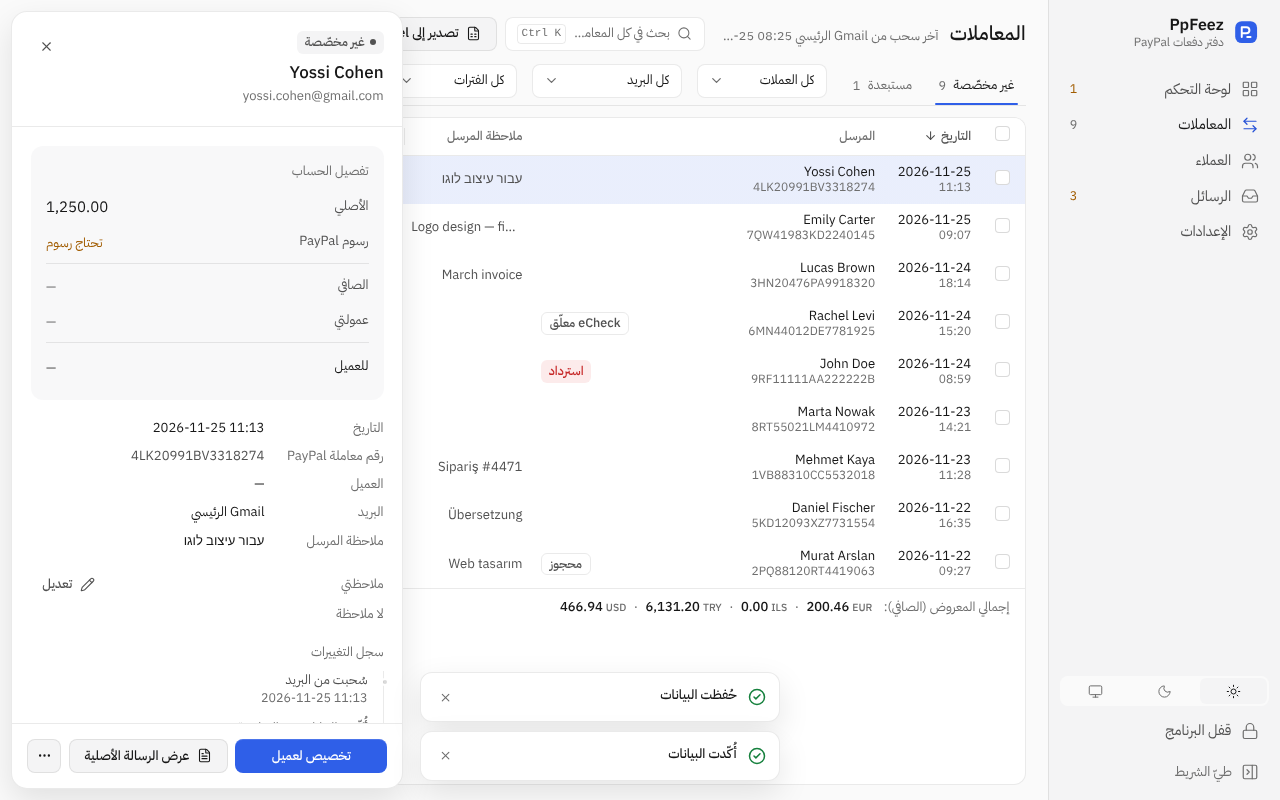 PpFeez
دفتر دفعات PayPal
لوحة التحكم 1
المعاملات 9
العملاء
الرسائل 3
الإعدادات
قفل البرنامج
طيّ الشريط
المعاملات
آخر سحب من Gmail الرئيسي 08:25 25-...
بحث في كل المعامـ...
Ctrl K
تصدير إلى
غير مخصّصة 9
مستبعدة 1
كل العملات
كل البريد
كل الفترات
التاريخ
المرسل
ملاحظة المرسل
2026-11-25
11:13
Yossi Cohen
4LK20991BV3318274
עבור עיצוב לוגו
2026-11-25
09:07
Emily Carter
7QW41983KD2240145
Logo design — fi...
2026-11-24
18:14
Lucas Brown
3HN20476PA9918320
March invoice
2026-11-24
15:20
Rachel Levi
6MN44012DE7781925
eCheck معلّق
2026-11-24
08:59
John Doe
9RF11111AA222222B
استرداد
2026-11-23
14:21
Marta Nowak
8RT55021LM4410972
2026-11-23
11:28
Mehmet Kaya
1VB88310CC5532018
Sipariş #4471
2026-11-22
16:35
Daniel Fischer
5KD12093XZ7731554
Übersetzung
2026-11-22
09:27
Murat Arslan
2PQ88120RT4419063
محجوز
Web tasarım
إجمالي المعروض (الصافي): 200.46 EUR · 0.00 ILS · 6,131.20 TRY · 466.94 USD
حُفظت البيانات
أُكّدت البيانات
غير مخصّصة
Yossi Cohen
yossi.cohen@gmail.com
تفصيل الحساب
الأصلي 1,250.00
رسوم PayPal تحتاج رسوم
الصافي —
عمولتي —
للعميل —
التاريخ 2026-11-25 11:13
رقم معاملة PayPal 4LK20991BV3318274
العميل —
البريد Gmail الرئيسي
ملاحظة المرسل עבור עיצוב לוגו
ملاحظتي تعديل
لا ملاحظة
سجل التغييرات
سُحبت من البريد
2026-11-25 11:13
تخصيص لعميل
عرض الرسالة الأصلية